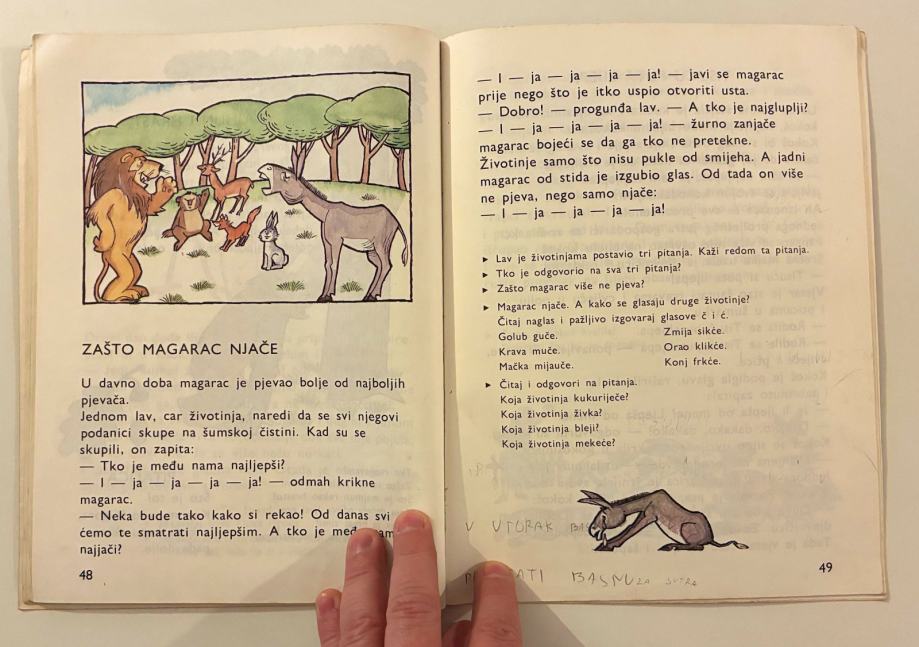 ZAŠTO MAGARAC NJAČE
U davno doba magarac je pjevao bolje od najboljih
pjevača.
Jednom lav, car životinja, naredi da se svi njegovi
podanici skupe na šumskoj čistini. Kad su se
skupili, on zapita:
— Tko je među nama najljepši?
— I — ja — ja — ja — ja! — odmah krikne
magarac.
— Neka bude tako kako si rekao! Od danas svi
ćemo te smatrati najljepšim. A tko je
najjači?
48
— I — ja — ja — ja — ja! — javi se magarac
prije nego što je itko uspio otvoriti usta.
— Dobro! — progunđa lav. — A tko je najgluplji?
— I — ja — ja — ja — ja! — žurno zanjače
magarac bojeći se da ga tko ne pretekne.
Životinje samo što nisu pukle od smijeha. A jadni
magarac od stida je izgubio glas. Od tada on više
ne pjeva, nego samo njače:
— I — ja — ja — ja — ja!
▸ Lav je životinjama postavio tri pitanja. Kaži redom ta pitanja.
▸ Tko je odgovorio na sva tri pitanja?
▸ Zašto magarac više ne pjeva?
▸ Magarac njače. A kako se glasaju druge životinje?
Čitaj naglas i pažljivo izgovaraj glasove č i ć.
Golub guče. Zmija sikće.
Krava muče. Orao klikće.
Mačka mijauče. Konj frkće.
▸ Čitaj i odgovori na pitanja.
Koja životinja kukuriječe?
Koja životinja živka?
Koja životinja bleji?
Koja životinja mekeće?
V UTORAK
BASNU ZA SUTRA
49